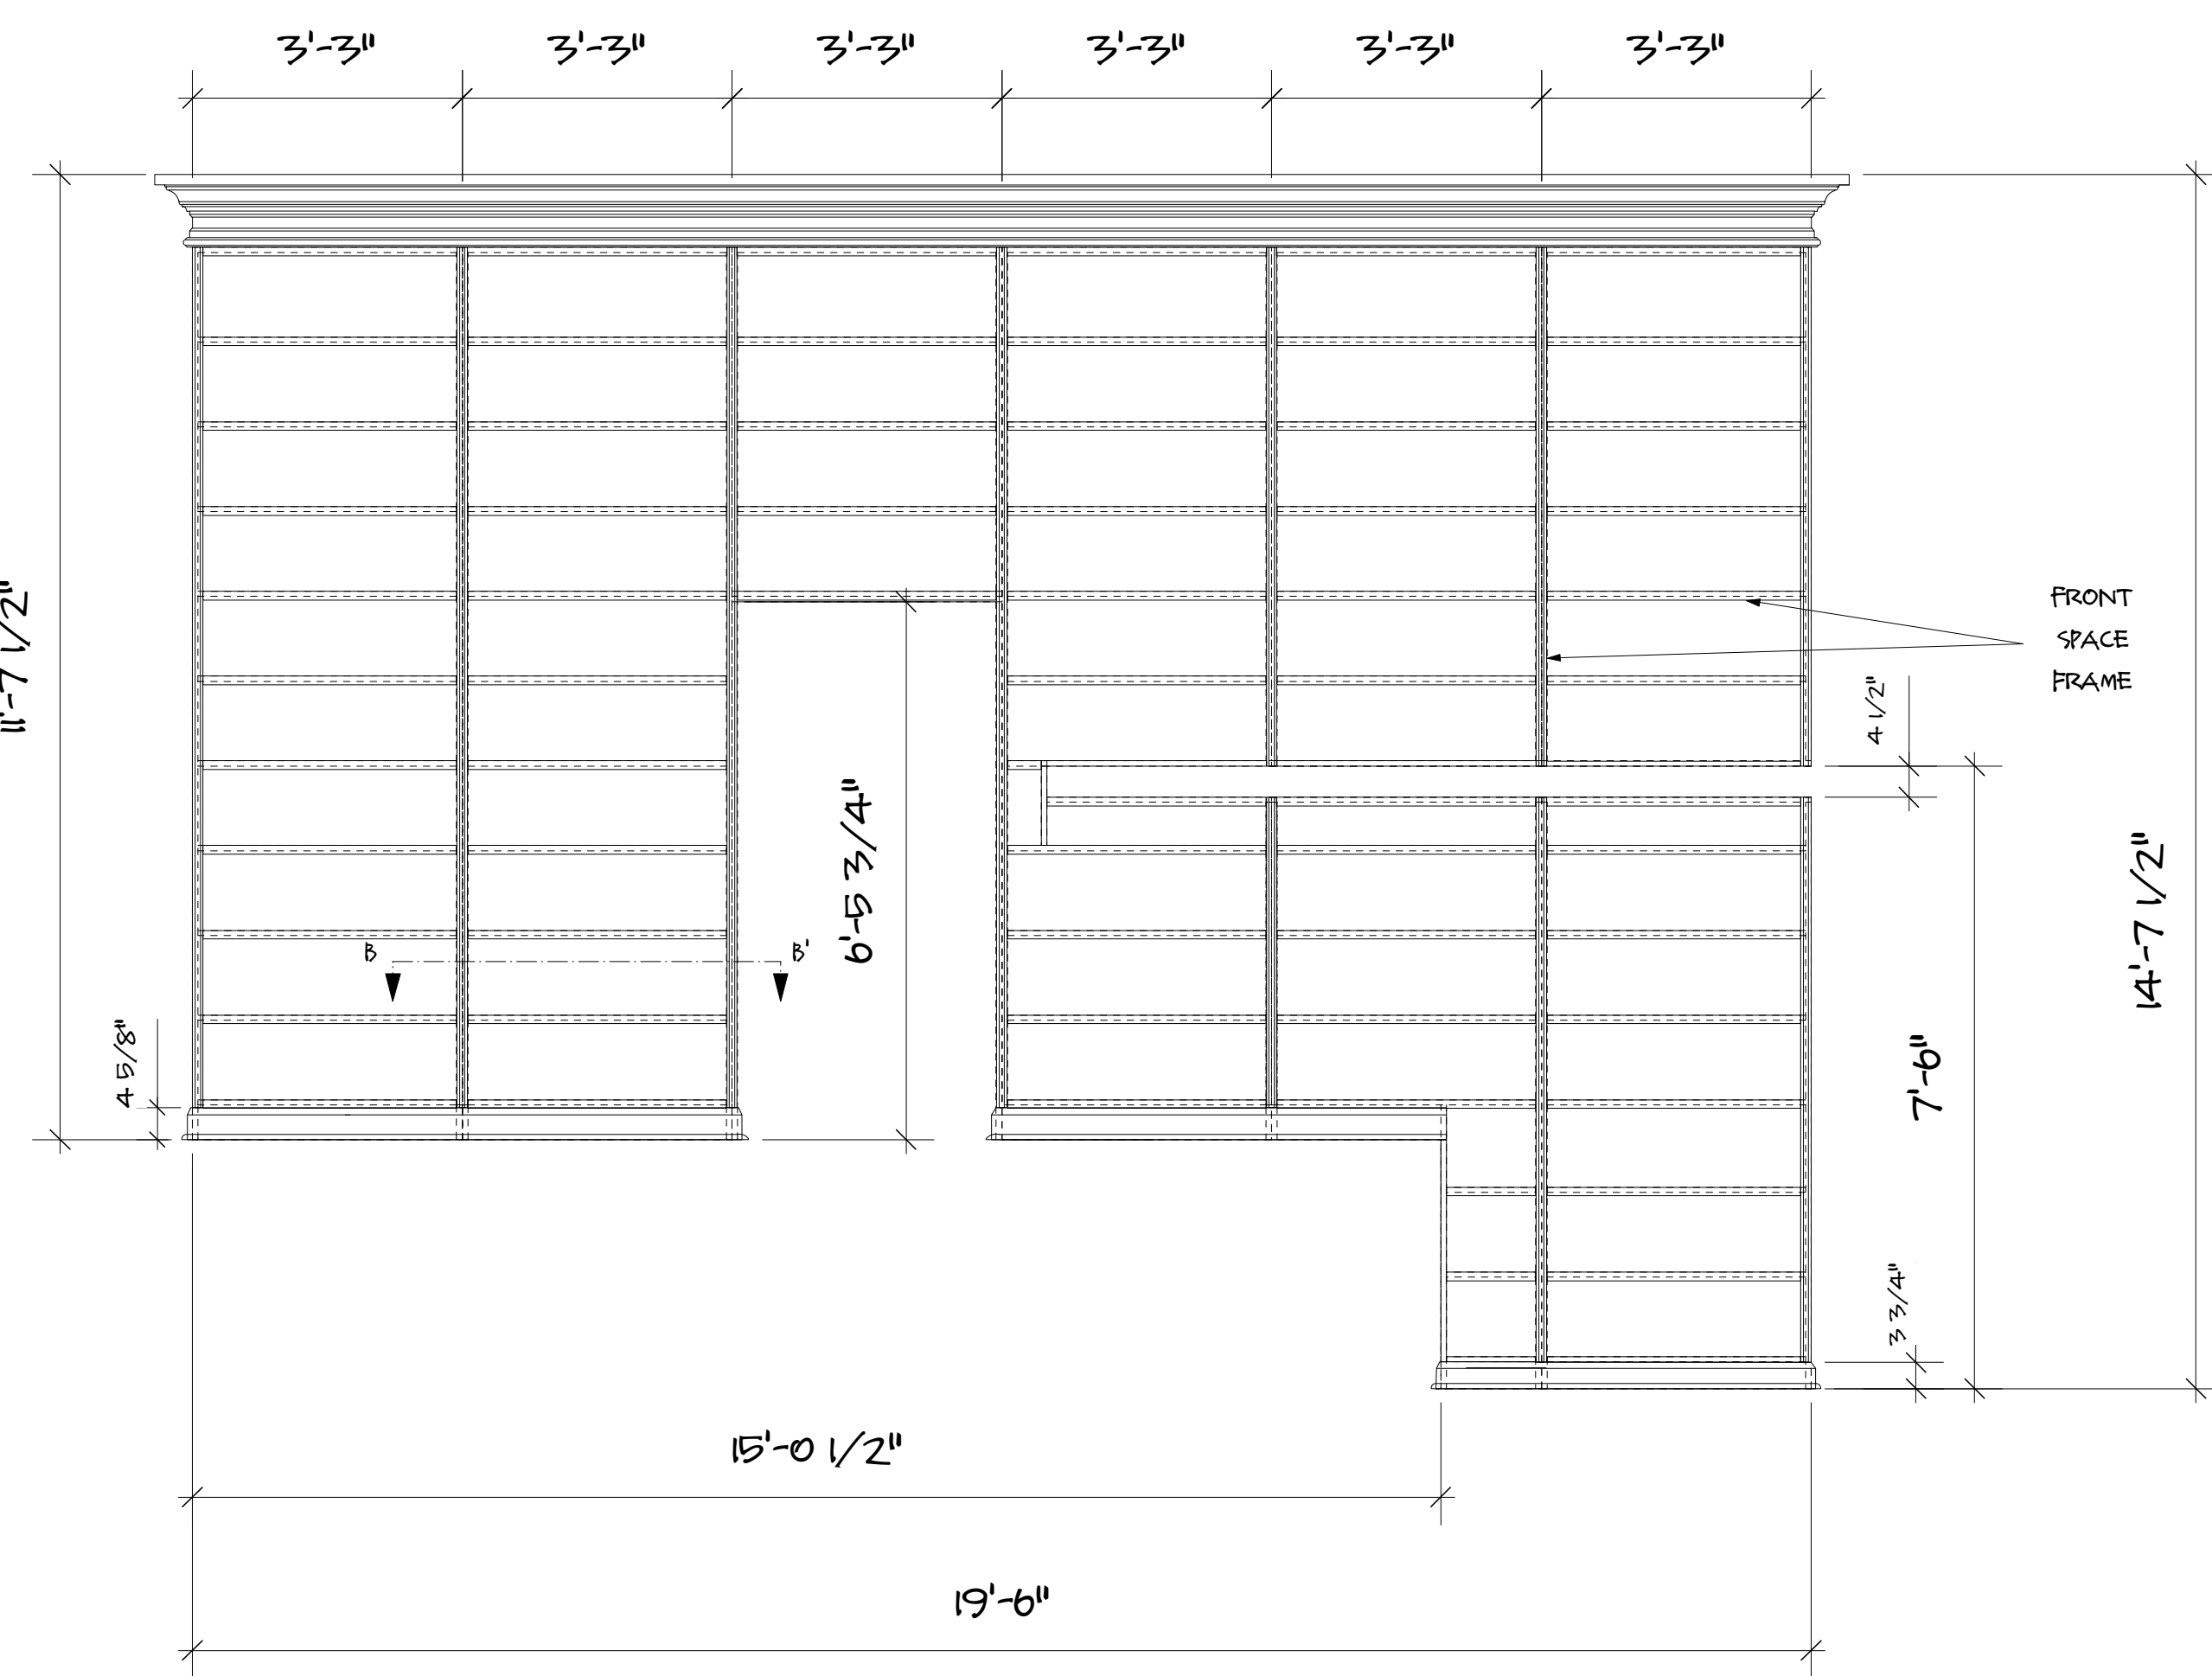 3'-3" 3'-3" 3'-3" 3'-3" 3'-3" 3'-3"
11'-7 1/2"
FRONT
SPACE
FRAME
4 1/2"
6'-5 3/4"
14'-7 1/2"
B B'
4 5/8"
7'-6"
3 3/4"
15'-0 1/2"
19'-6"